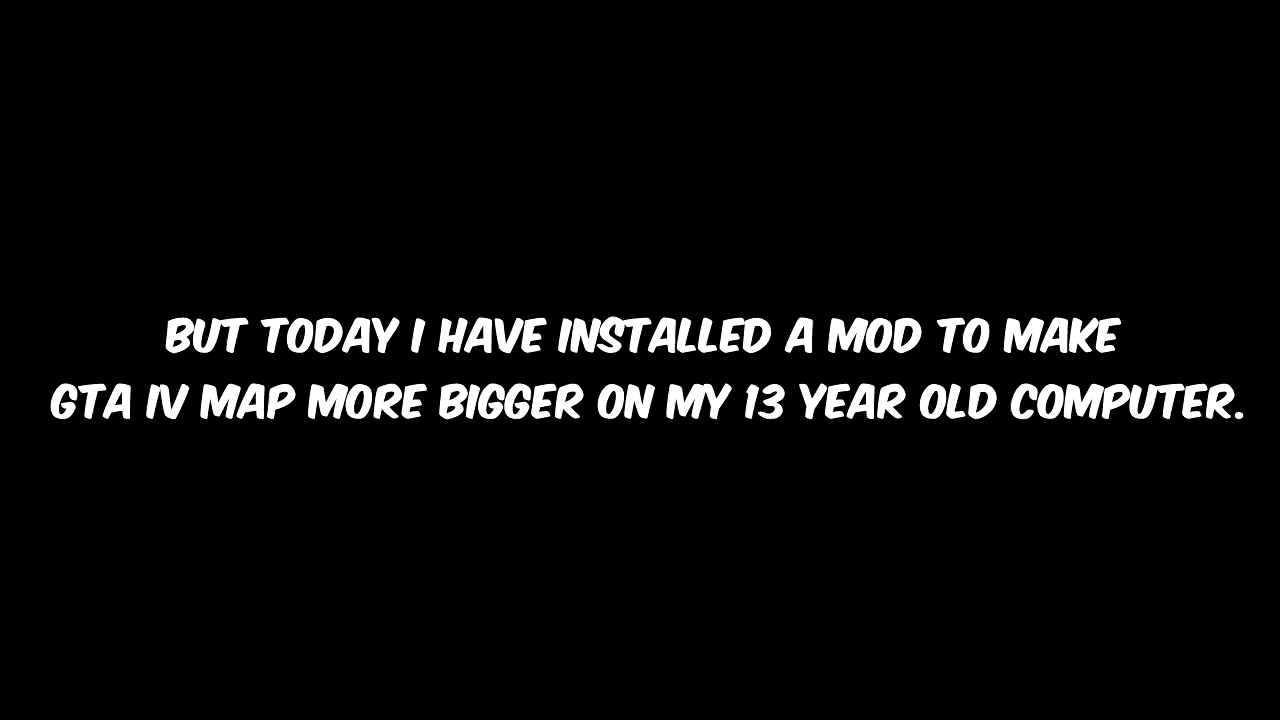 BUT TODAY I HAVE INSTALLED A MOD TO MAKE
GTA IV MAP MORE BIGGER ON MY 13 YEAR OLD COMPUTER.